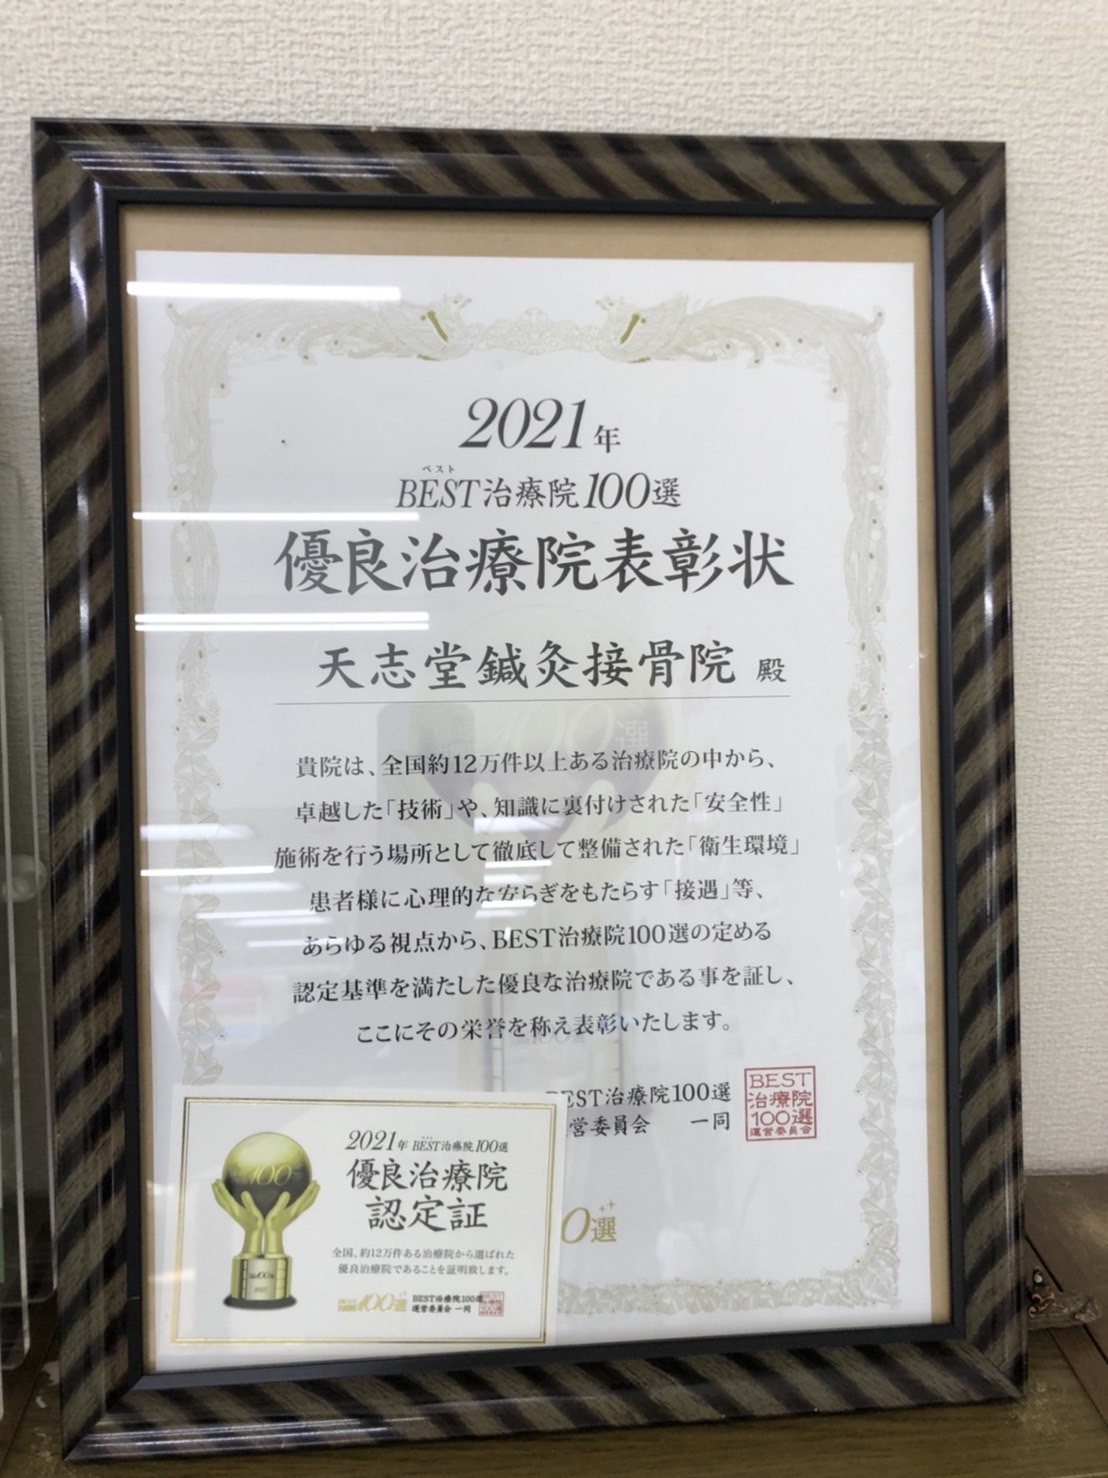 2021年
ベスト
BEST治療院100選
優良治療院表彰状
天志堂鍼灸接骨院 殿
貴院は、全国約12万件以上ある治療院の中から、
卓越した「技術」や、知識に裏付けされた「安全性」
施術を行う場所として徹底して整備された「衛生環境」
患者様に心理的な安らぎをもたらす「接遇」等、
あらゆる視点から、BEST治療院100選の定める
認定基準を満たした優良な治療院である事を証し、
ここにその栄誉を称え表彰いたします。
BEST治療院100選
営委員会 一同
BEST
治療院
100選
運営委員会
0選
2021年 BEST治療院100選
優良治療院
認定証
全国、約12万件ある治療院から選ばれた
優良治療院であることを証明致します。
100選
BEST治療院100選
運営委員会 一同
100